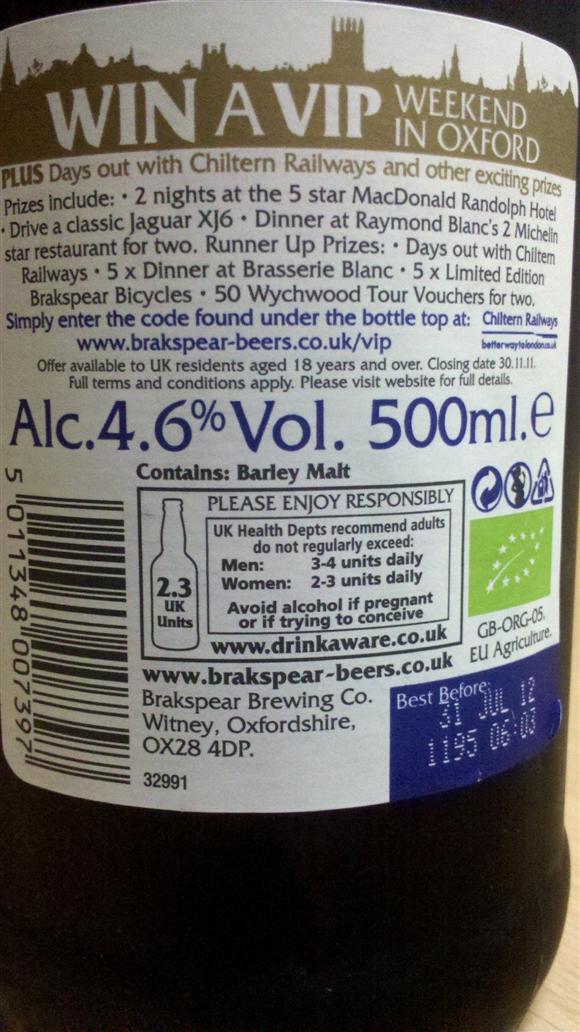 WIN A VIP WEEKEND IN OXFORD
PLUS Days out with Chiltern Railways and other exciting prizes
Prizes include: • 2 nights at the 5 star MacDonald Randolph Hotel
• Drive a classic Jaguar XJ6 • Dinner at Raymond Blanc's 2 Michelin
star restaurant for two. Runner Up Prizes: • Days out with Chiltern
Railways • 5 x Dinner at Brasserie Blanc • 5 x Limited Edition
Brakspear Bicycles • 50 Wychwood Tour Vouchers for two.
Simply enter the code found under the bottle top at:
www.brakspear-beers.co.uk/vip
Chiltern Railways
betterwaytolondon.co.uk
Offer available to UK residents aged 18 years and over. Closing date 30.11.11.
Full terms and conditions apply. Please visit website for full details.
Alc.4.6% Vol. 500ml.e
Contains: Barley Malt
PLEASE ENJOY RESPONSIBLY
UK Health Depts recommend adults
do not regularly exceed:
Men: 3-4 units daily
Women: 2-3 units daily
Avoid alcohol if pregnant
or if trying to conceive
2.3
UK
Units
www.drinkaware.co.uk
www.brakspear-beers.co.uk
Brakspear Brewing Co.
Witney, Oxfordshire,
OX28 4DP.
32991
GB-ORG-05.
EU Agriculture.
Best Before:
31 JUL 12
1195 06:03
5 011348 007397